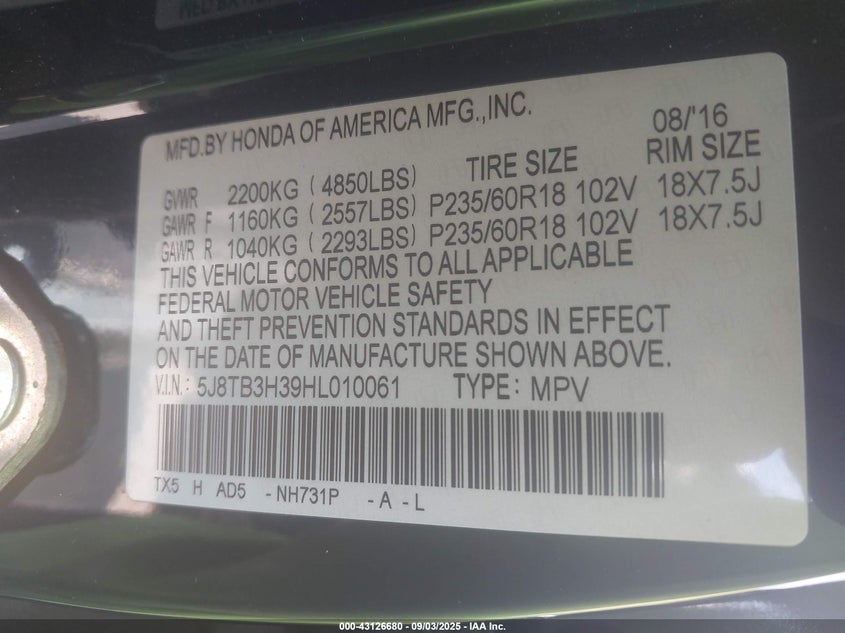 MFD.BY HONDA OF AMERICA MFG.,INC. 08/'16
GVWR 2200KG ( 4850LBS) TIRE SIZE RIM SIZE
GAWR F 1160KG ( 2557LBS) P235/60R18 102V 18X7.5J
GAWR R 1040KG ( 2293LBS) P235/60R18 102V 18X7.5J
THIS VEHICLE CONFORMS TO ALL APPLICABLE
FEDERAL MOTOR VEHICLE SAFETY
AND THEFT PREVENTION STANDARDS IN EFFECT
ON THE DATE OF MANUFACTURE SHOWN ABOVE.
V.I.N.: 5J8TB3H39HL010061 TYPE: MPV
TX5 H AD5 -NH731P -A -L
000-43126680 - 09/03/2025 - IAA Inc.